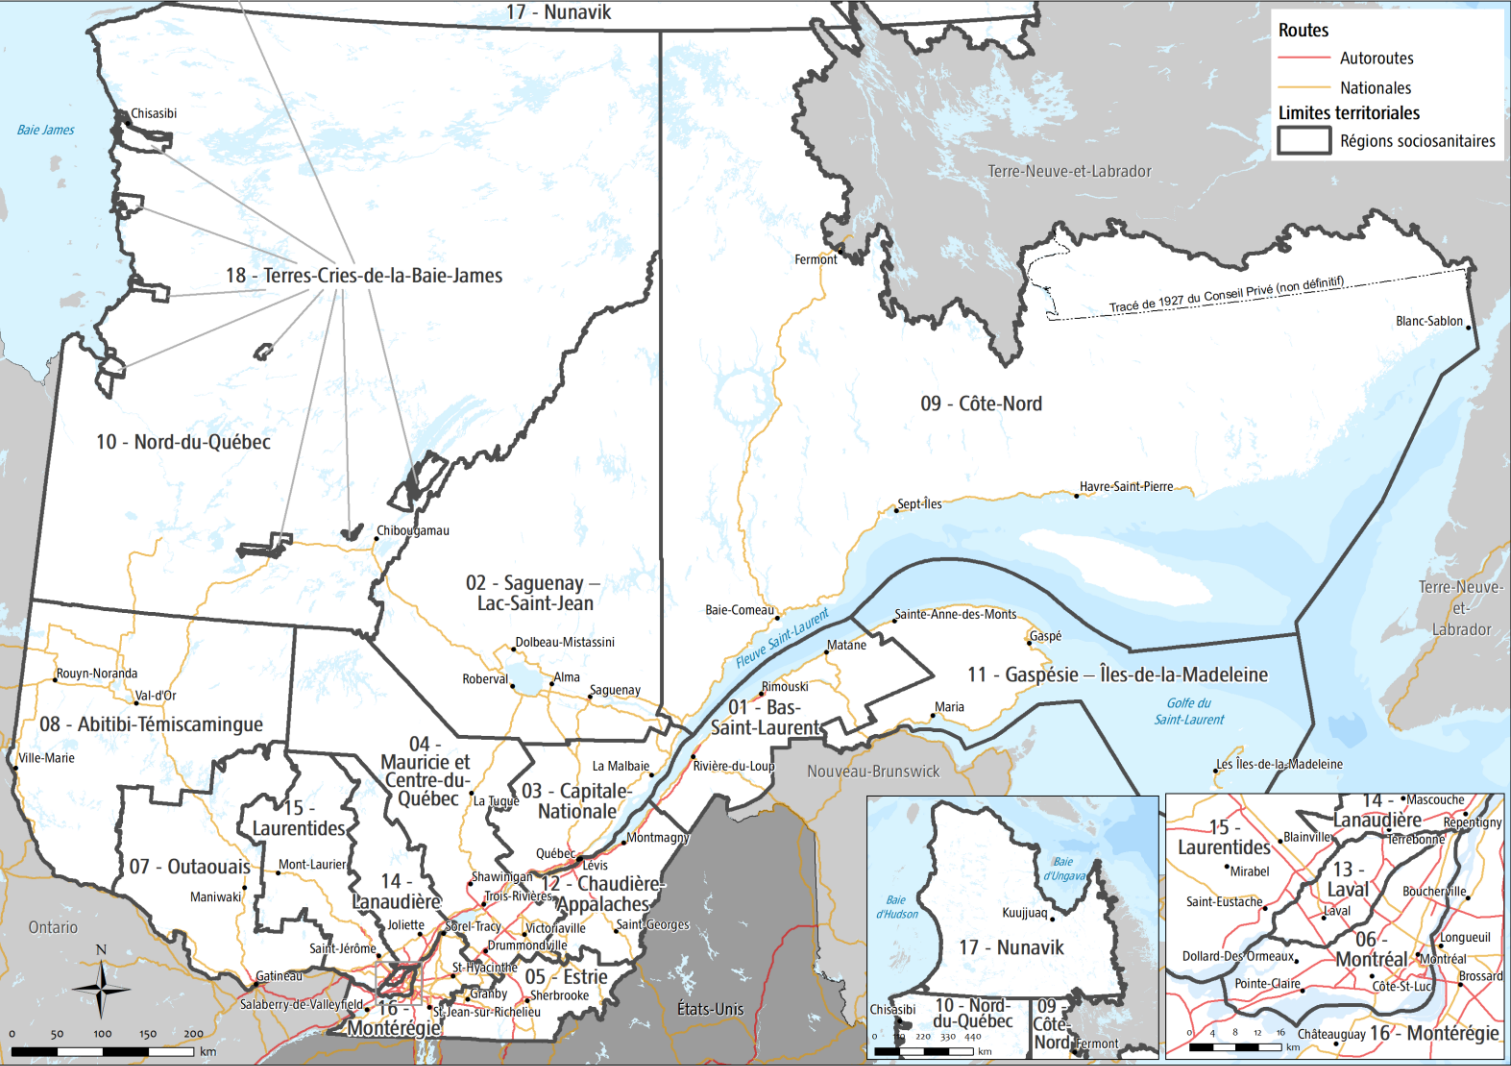 17 - Nunavik
Routes
Autoroutes
Nationales
Limites territoriales
Régions sociosanitaires
Chisasibi
Baie James
Terre-Neuve-et-Labrador
18 - Terres-Cries-de-la-Baie-James
Fermont
Tracé de 1927 du Conseil Privé (non définitif)
Blanc-Sablon
09 - Côte-Nord
10 - Nord-du-Québec
Havre-Saint-Pierre
Sept-Îles
Chibougamau
02 - Saguenay –
Lac-Saint-Jean
Terre-Neuve-
et-
Labrador
Baie-Comeau
Fleuve Saint-Laurent
Sainte-Anne-des-Monts
Gaspé
Dolbeau-Mistassini
Matane
Rouyn-Noranda
Roberval
Alma
Saguenay
Rimouski
11 - Gaspésie – Îles-de-la-Madeleine
Val-d'Or
01 - Bas-
Saint-Laurent
Maria
Golfe du
Saint-Laurent
08 - Abitibi-Témiscamingue
Ville-Marie
04 -
Mauricie et
Centre-du-
Québec
La Malbaie
Rivière-du-Loup
Nouveau-Brunswick
Les Îles-de-la-Madeleine
La Tuque
03 - Capitale-
Nationale
15 -
Laurentides
Montmagny
07 - Outaouais
Mont-Laurier
Québec
Lévis
Maniwaki
14 -
Lanaudière
Shawinigan
Trois-Rivières
12 - Chaudière-
Appalaches
Ontario
Joliette
Sorel-Tracy
Victoriaville
Saint-Georges
Saint-Jérôme
Drummondville
N
Gatineau
St-Hyacinthe
05 - Estrie
Salaberry-de-Valleyfield
Granby
Sherbrooke
16 -
Montérégie
St-Jean-sur-Richelieu
États-Unis
0 50 100 150 200
km
Baie
d'Ungava
Baie
d'Hudson
Kuujjuaq
17 - Nunavik
Chisasibi
10 - Nord-
du-Québec
09 -
Côte-
Nord
Fermont
0 110 220 330 440
km
14 -
Lanaudière
Mascouche
Repentigny
15 -
Laurentides
Blainville
Terrebonne
Mirabel
13 -
Laval
Boucherville
Saint-Eustache
Laval
06 -
Montréal
Longueuil
Dollard-Des Ormeaux
Montréal
Pointe-Claire
Côte-St-Luc
Brossard
0 4 8 12 16
km
Châteauguay
16 - Montérégie